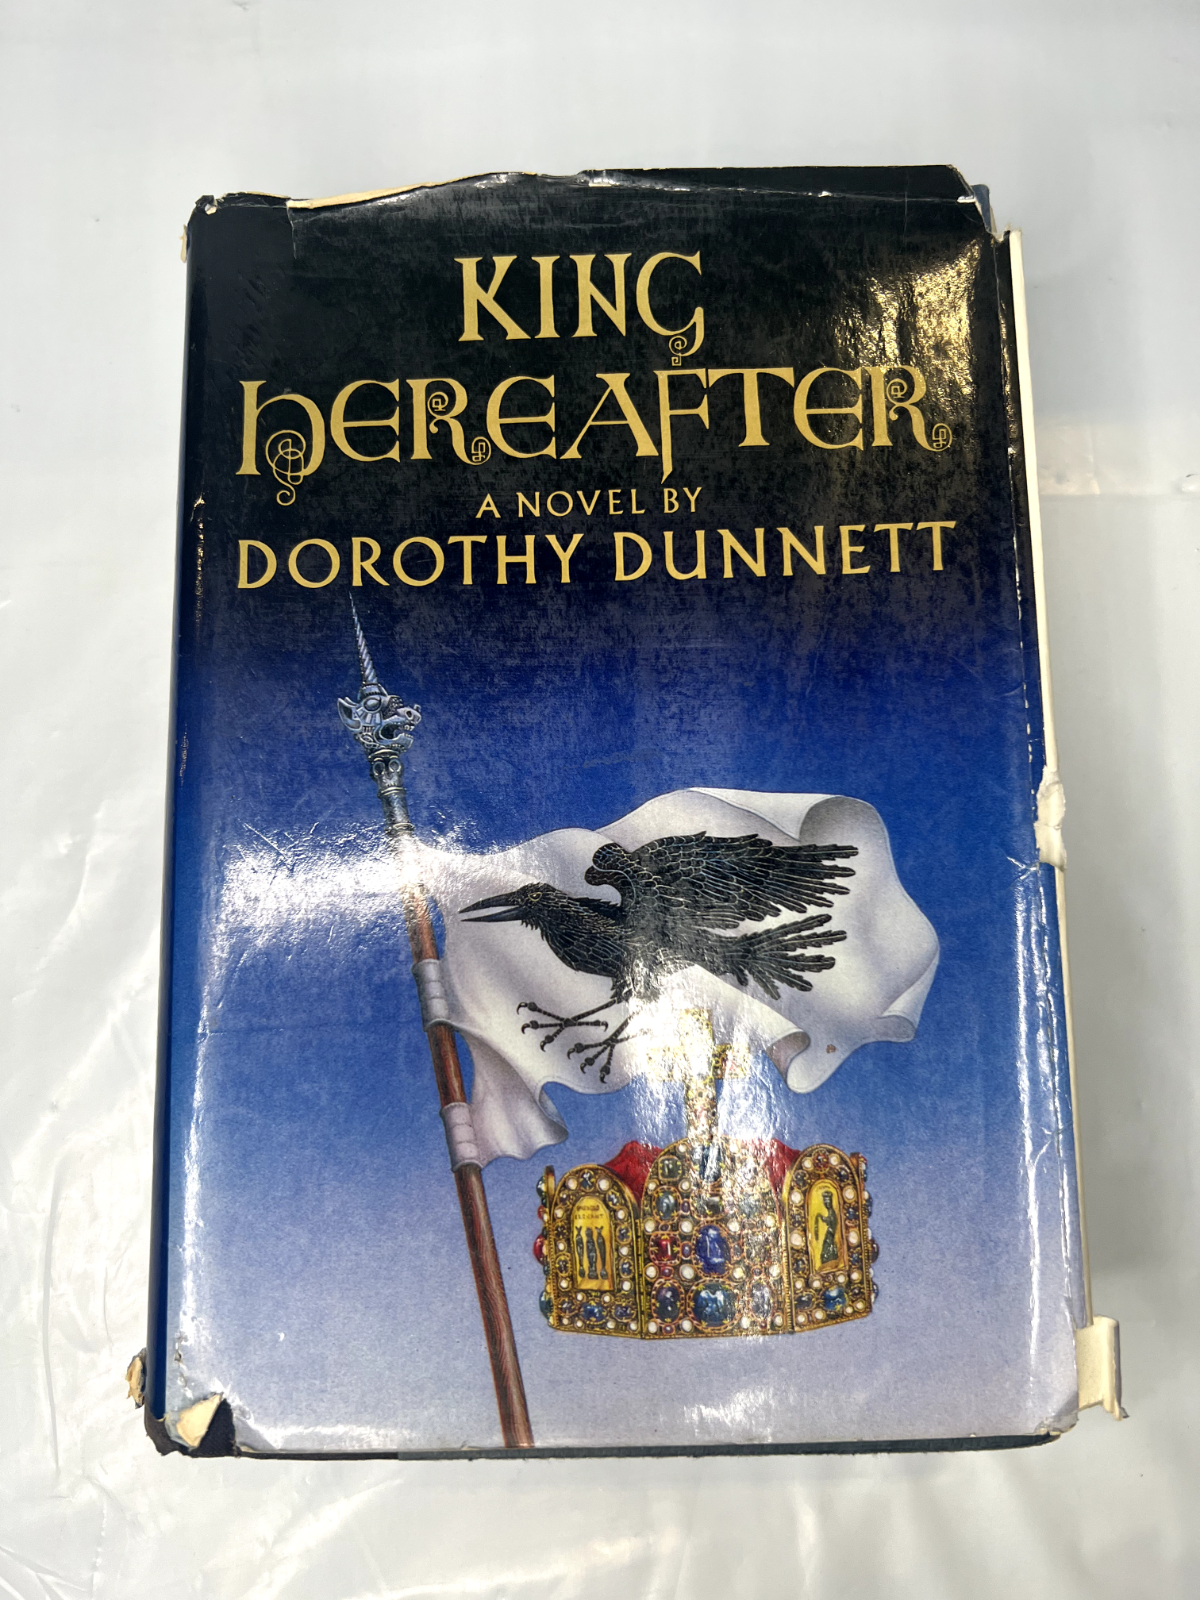 KING
HEREAFTER
A NOVEL BY
DOROTHY DUNNETT